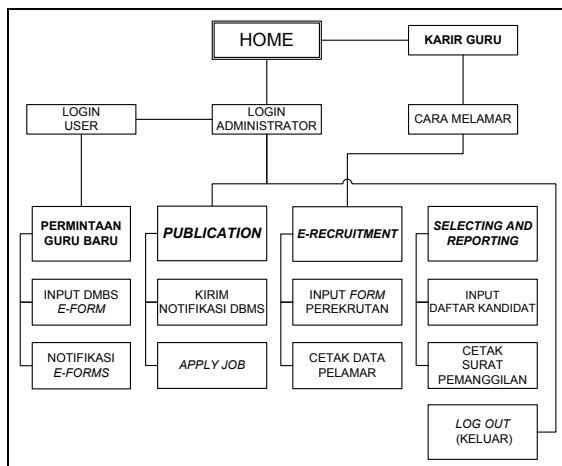 HOME
KARIR GURU
LOGIN
USER
LOGIN
ADMINISTRATOR
CARA MELAMAR
PERMINTAAN
GURU BARU
PUBLICATION
E-RECRUITMENT
SELECTING AND
REPORTING
INPUT DMBS
E-FORM
KIRIM
NOTIFIKASI DBMS
INPUT FORM
PEREKRUTAN
INPUT
DAFTAR KANDIDAT
NOTIFIKASI
E-FORMS
APPLY JOB
CETAK DATA
PELAMAR
CETAK
SURAT
PEMANGGILAN
LOG OUT
(KELUAR)